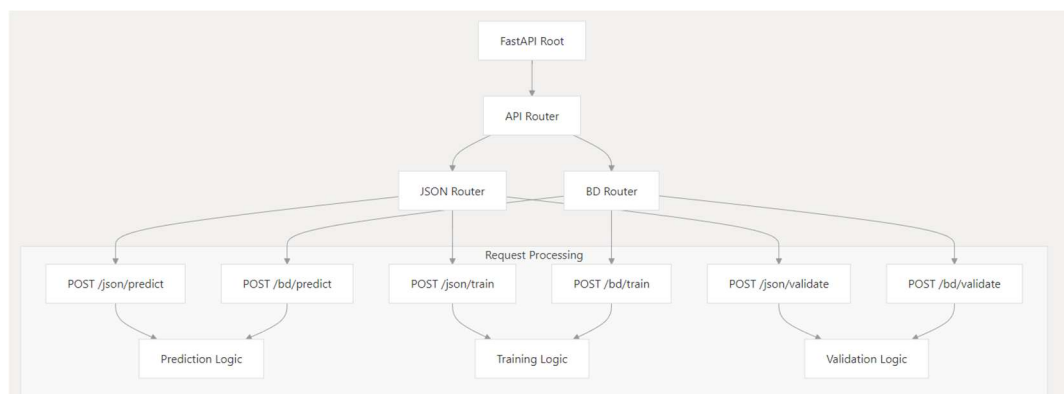 FastAPI Root
API Router
JSON Router
BD Router
Request Processing
POST /json/predict
POST /bd/predict
POST /json/train
POST /bd/train
POST /json/validate
POST /bd/validate
Prediction Logic
Training Logic
Validation Logic